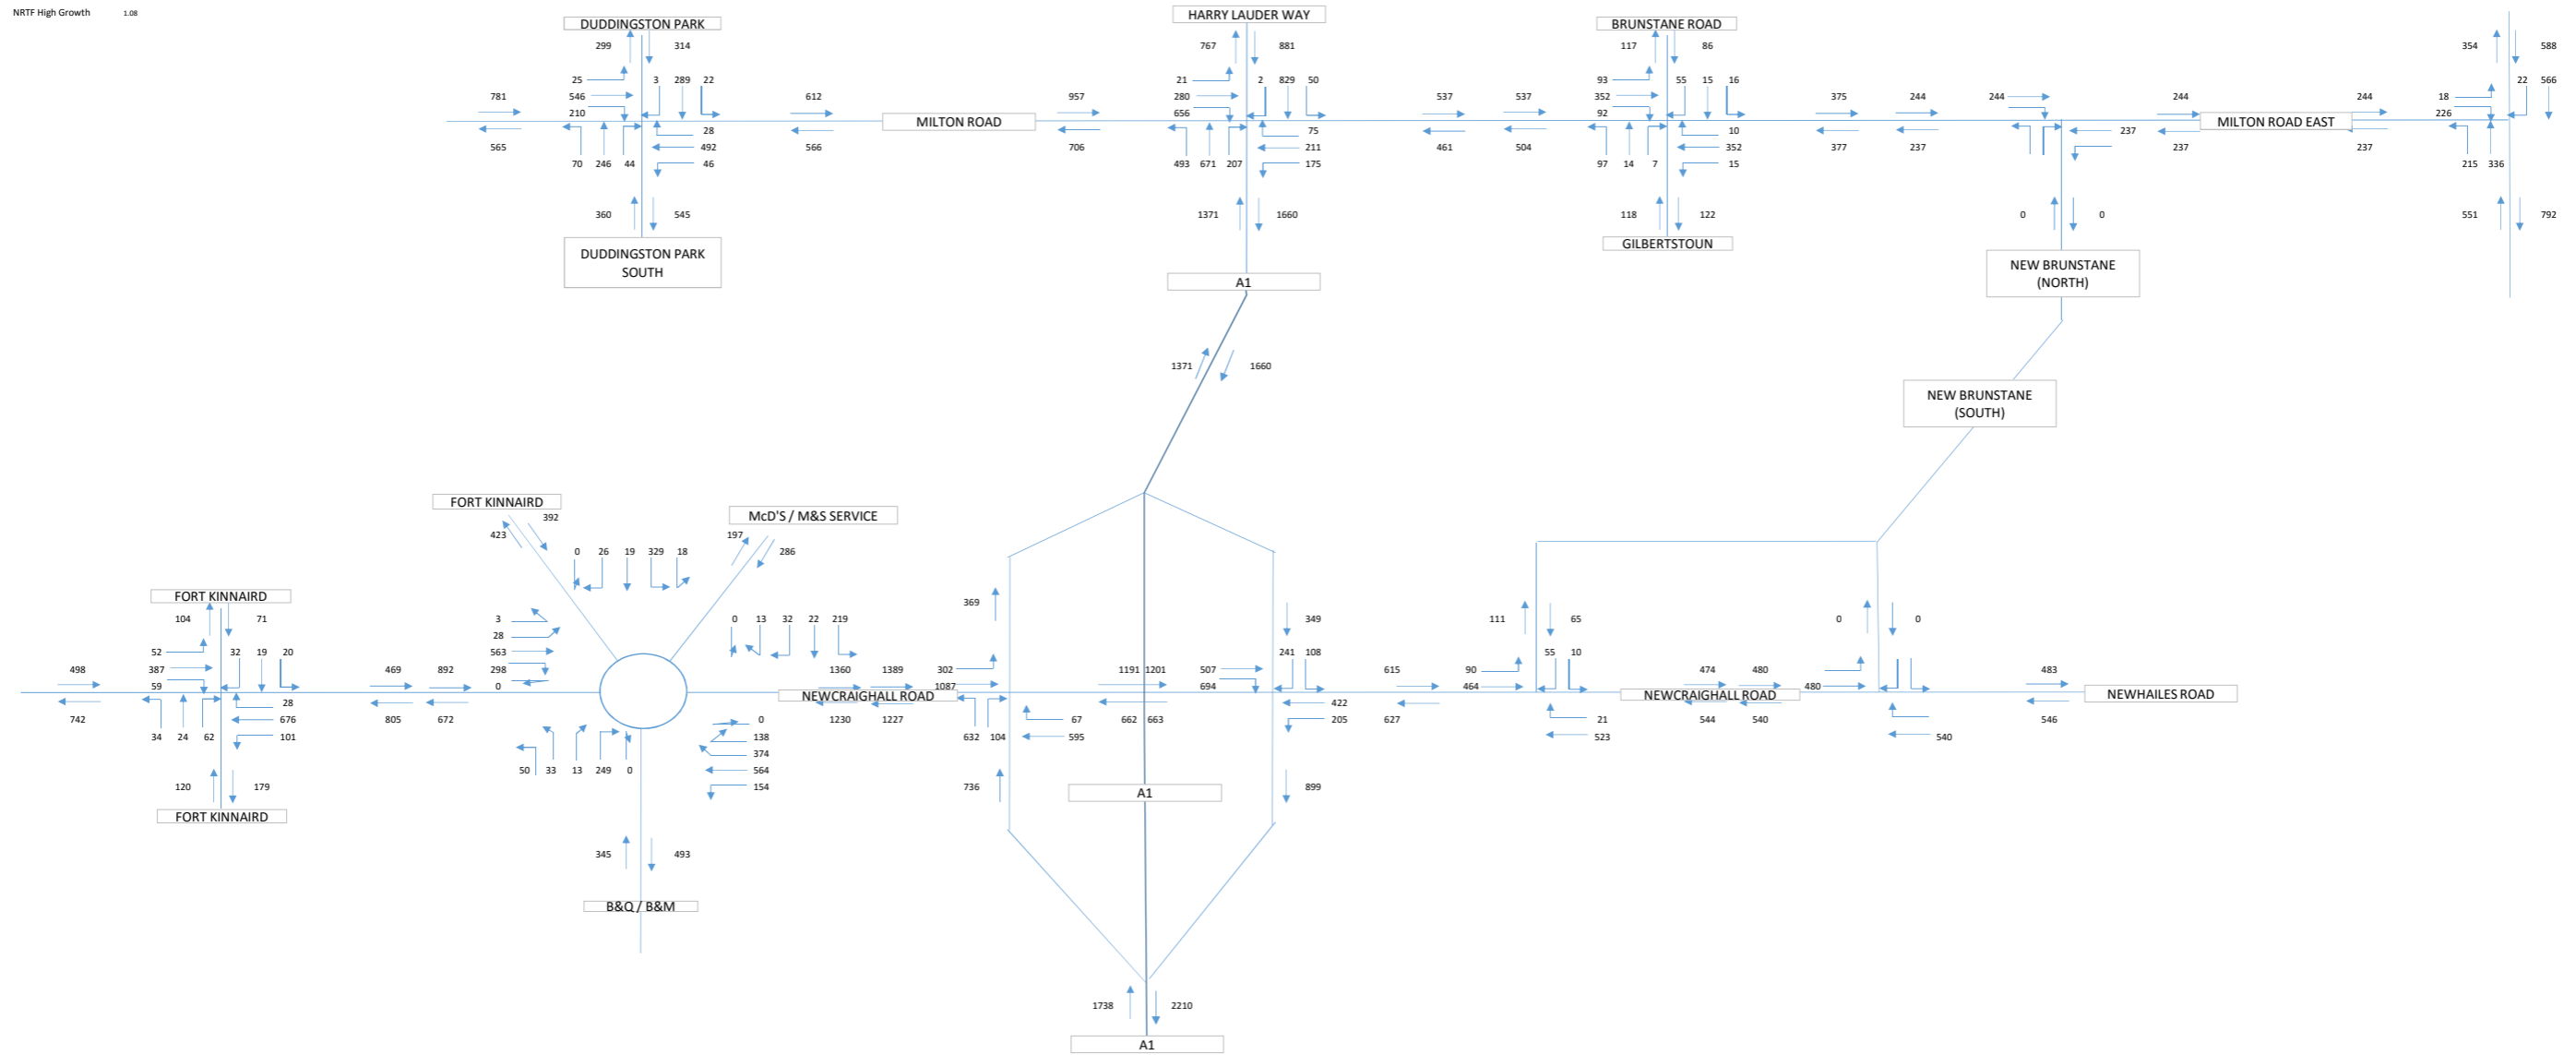 NRTF High Growth 1.08
DUDDINGSTON PARK
HARRY LAUDER WAY
BRUNSTANE ROAD
299 314
767 881
117 86
354 588
25 3 289 22
21 2 829 50
93 55 15 16
22 566
781
546
612
957
280
537 537
352
375 244 244
244 244
18
210
656
92
226
MILTON ROAD
MILTON ROAD EAST
565
28
566
706
75
461 504
10
377 237
237
237 237
492
211
352
70 246 44
46
493 671 207
175
97 14 7
15
215 336
360 545
1371 1660
118 122
0 0
551 792
DUDDINGSTON PARK
SOUTH
GILBERTSTOUN
NEW BRUNSTANE
(NORTH)
A1
1371 1660
NEW BRUNSTANE
(SOUTH)
FORT KINNAIRD
McD'S / M&S SERVICE
392
423
197
286
0 26 19 329 18
FORT KINNAIRD
104 71
3
0 13 32 22 219
369
349
111 65
0 0
28
52 32 19 20
563
387
298
59
0
498
469 892
1360 1389
302
1087
1191 1201
507
694
241 108
615
90
464
55 10
474 480
480
483
NEWCRAIGHALL ROAD
NEWCRAIGHALL ROAD
NEWHAILES ROAD
742
28
676
101
805 672
0
138
374
564
154
1230 1227
632 104
67
595
662 663
422
205
627
21
523
544 540
540
546
34 24 62
50 33 13 249 0
120 179
736
899
A1
FORT KINNAIRD
345 493
B&Q / B&M
1738 2210
A1